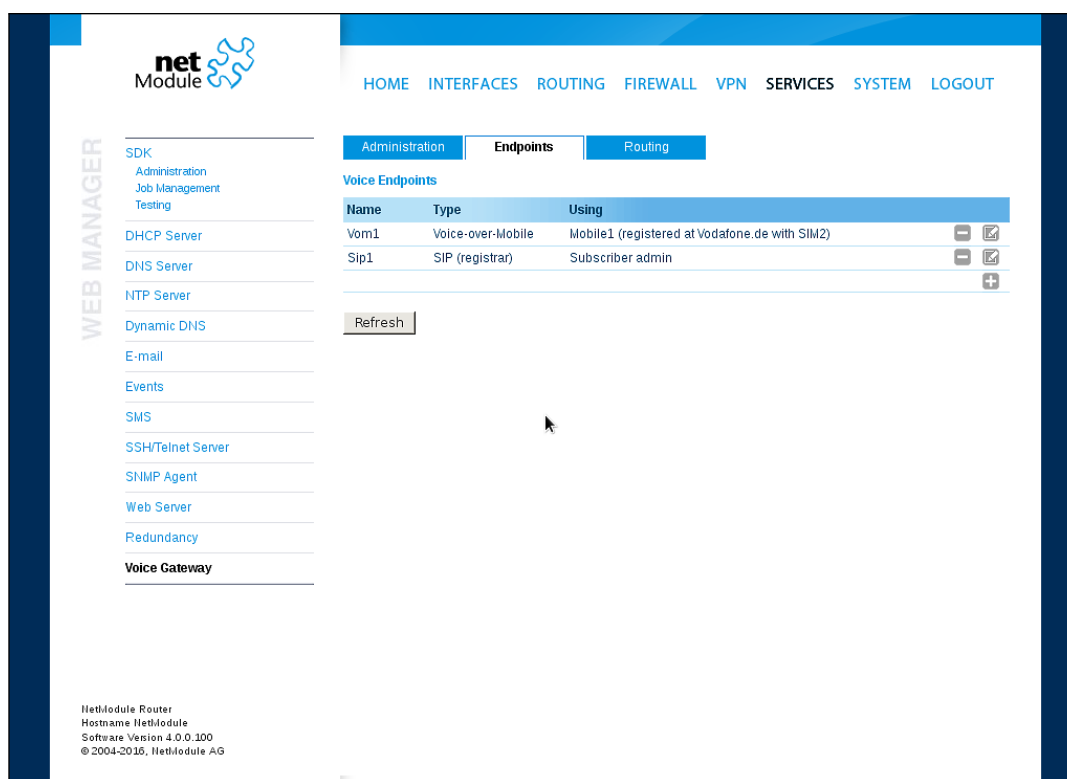 net
Module
HOME INTERFACES ROUTING FIREWALL VPN SERVICES SYSTEM LOGOUT
WEB MANAGER
SDK
Administration
Job Management
Testing
DHCP Server
DNS Server
NTP Server
Dynamic DNS
E-mail
Events
SMS
SSH/Telnet Server
SNMP Agent
Web Server
Redundancy
Voice Gateway
Administration Endpoints Routing
Voice Endpoints
Name Type Using
Vom1 Voice-over-Mobile Mobile1 (registered at Vodafone.de with SIM2)
Sip1 SIP (registrar) Subscriber admin
Refresh
NetModule Router
Hostname NetModule
Software Version 4.0.0.100
© 2004-2016, NetModule AG